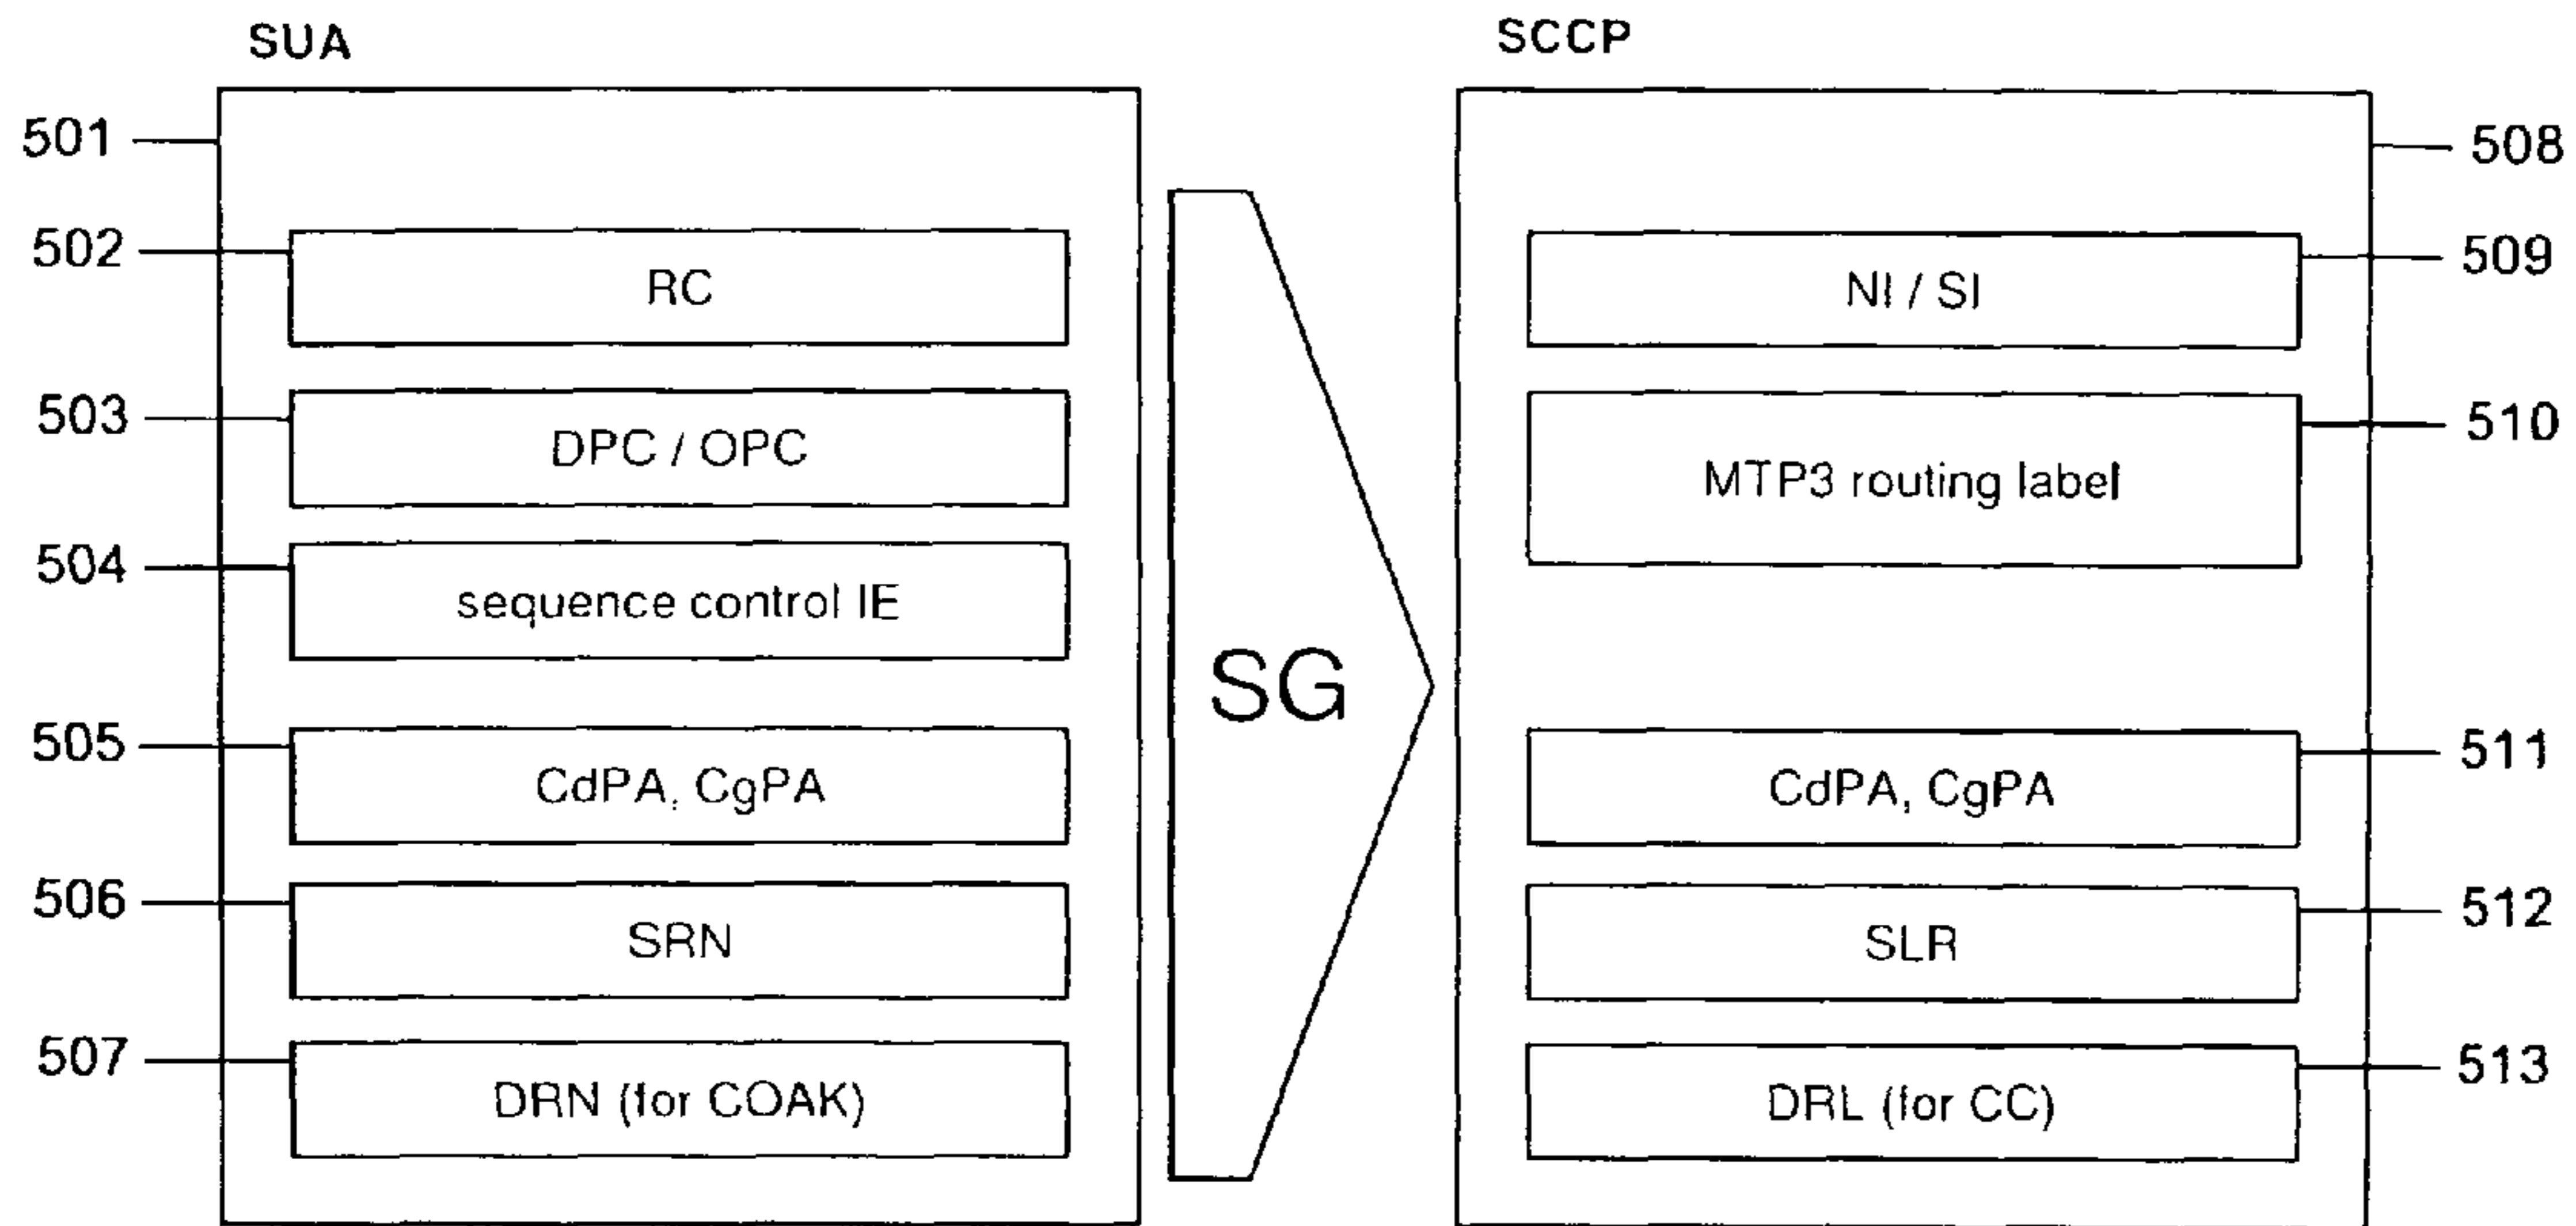 SUA
501
502
RC
503
DPC / OPC
504
sequence control IE
505
CdPA, CgPA
506
SRN
507
DRN (for COAK)
SG
SCCP
508
NI / SI
509
MTP3 routing label
510
CdPA, CgPA
511
SLR
512
DRL (for CC)
513